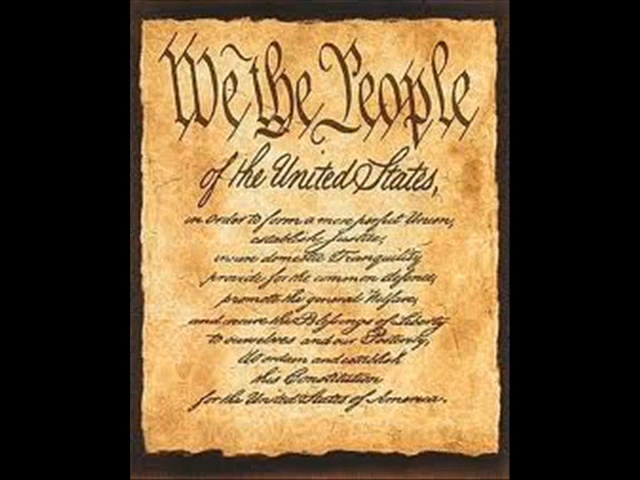 We the People
of the United States,
in order to form a more perfect Union,
establish Justice,
insure domestic Tranquility,
provide for the common defence,
promote the general Welfare,
and secure the Blessings of Liberty
to ourselves and our Posterity,
do ordain and establish
this Constitution
for the United States of America.